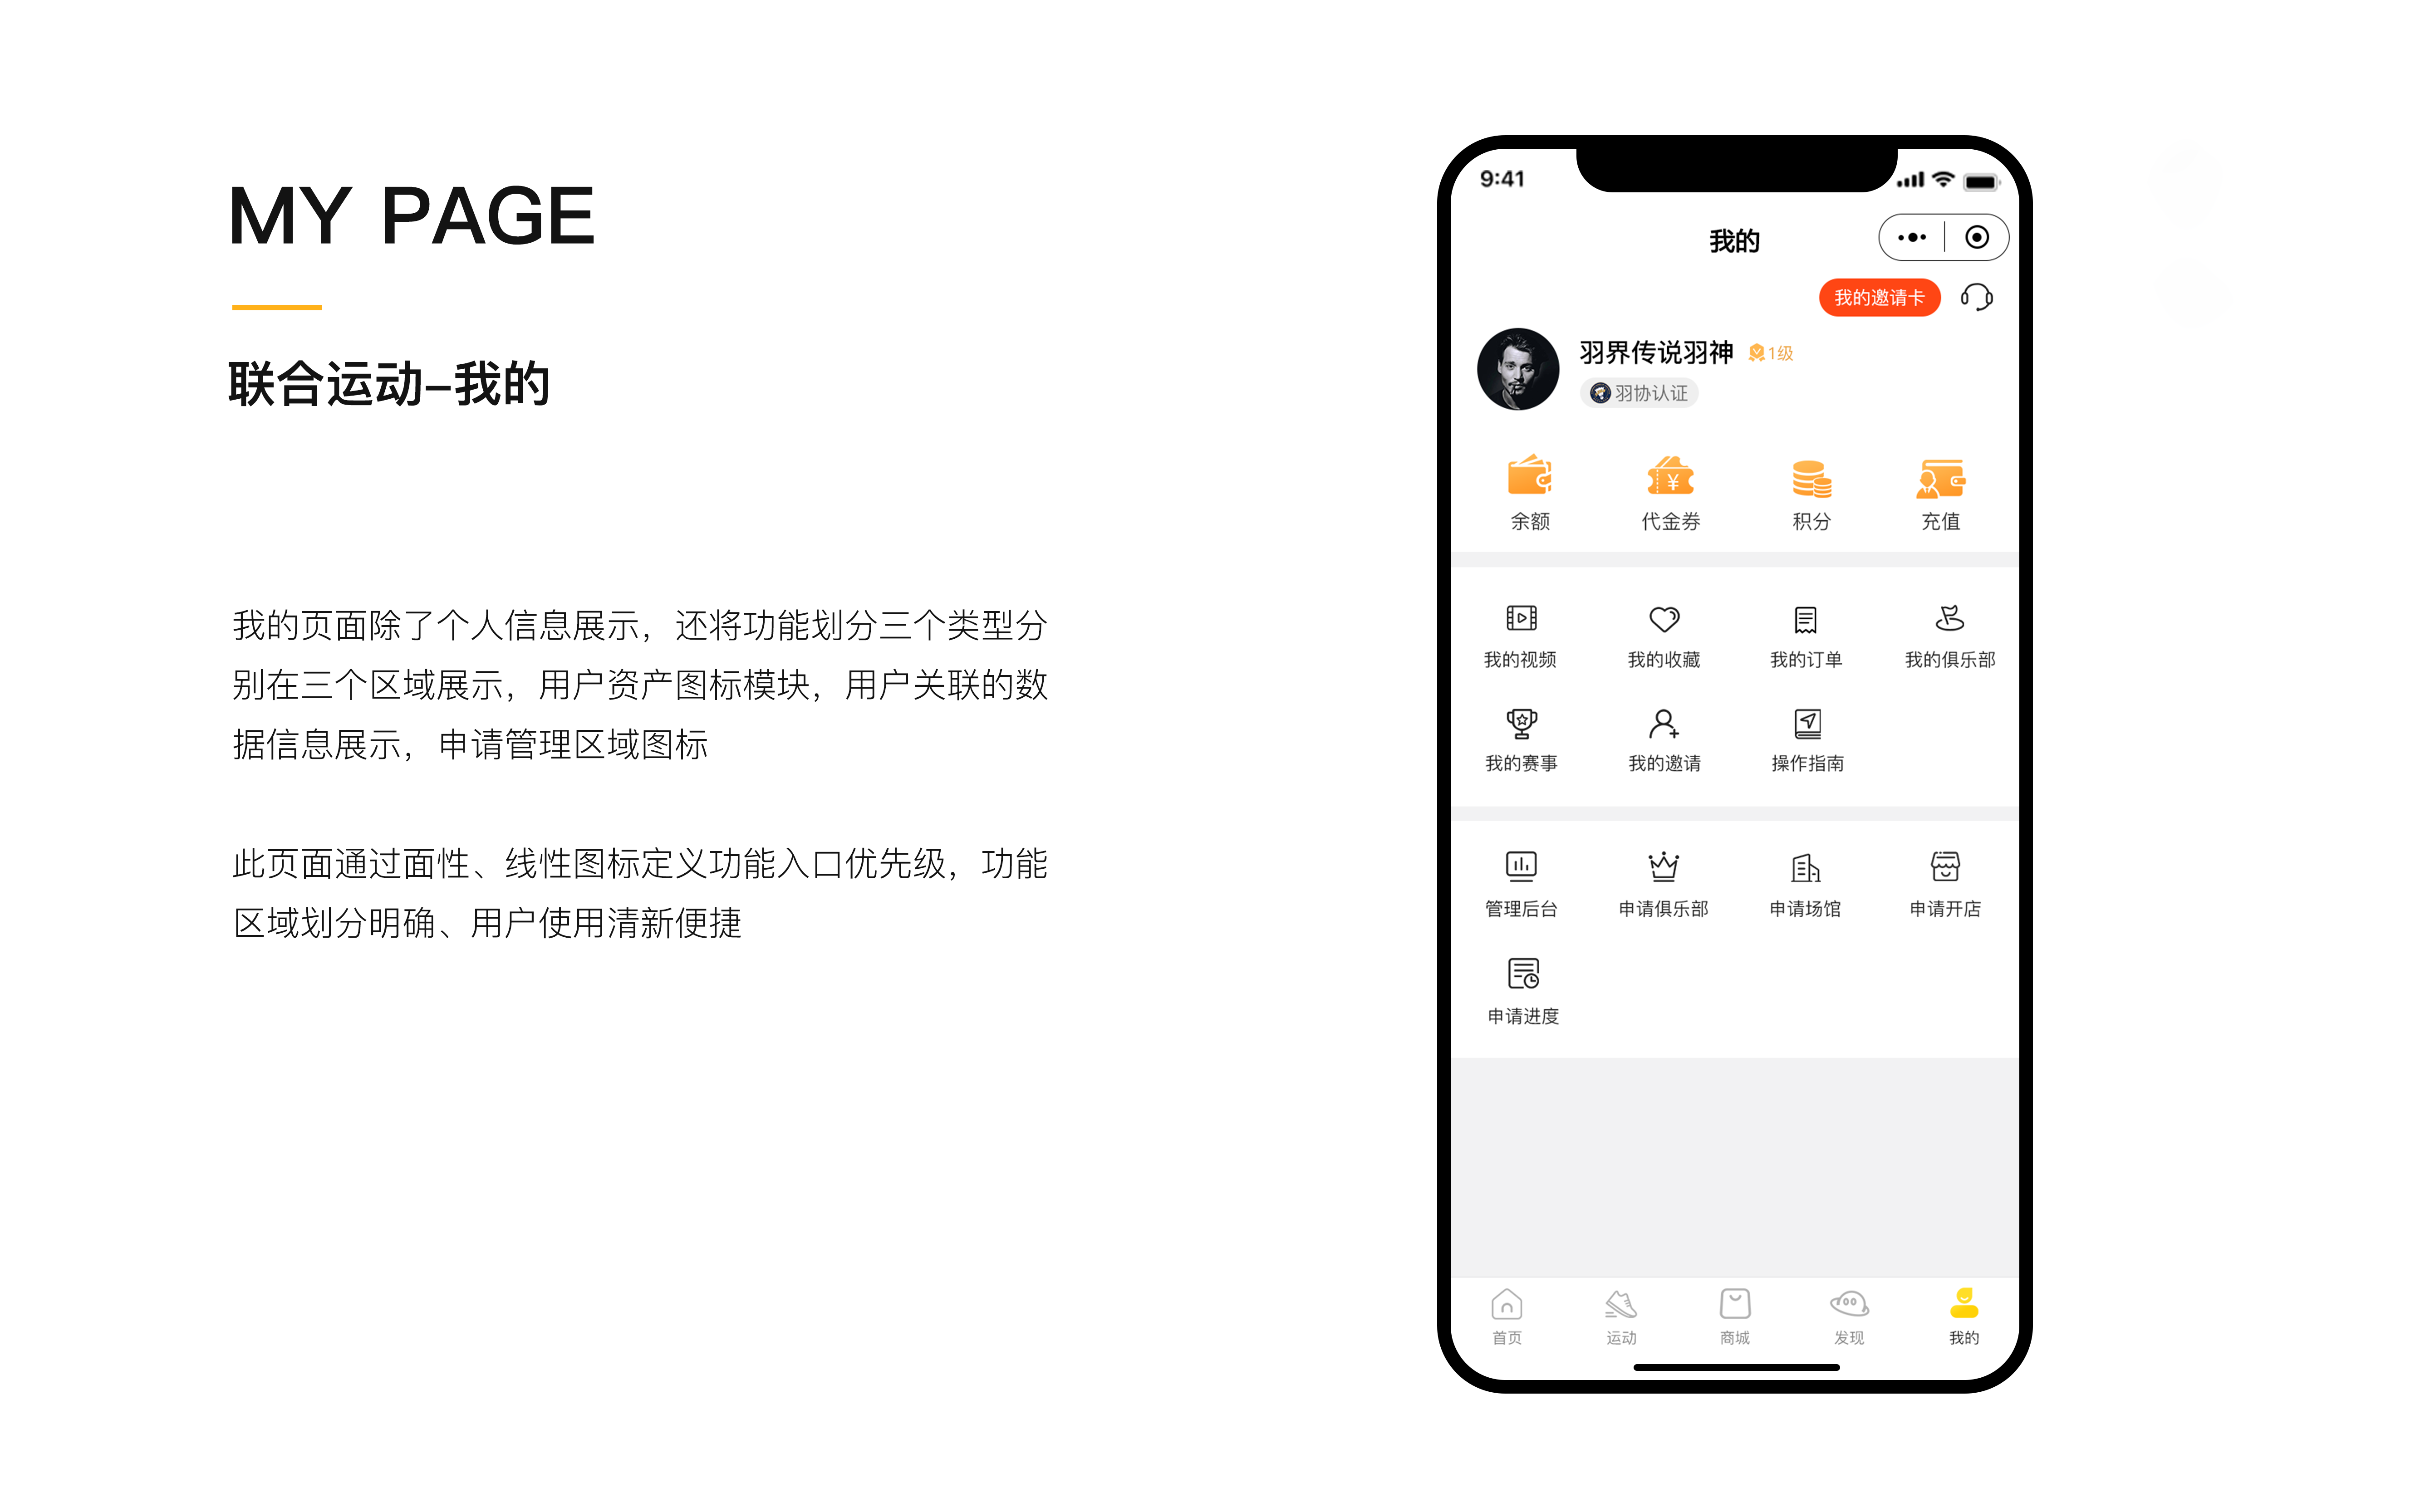 MY PAGE
联合运动–我的
我的页面除了个人信息展示，还将功能划分三个类型分
别在三个区域展示，用户资产图标模块，用户关联的数
据信息展示，申请管理区域图标
此页面通过面性、线性图标定义功能入口优先级，功能
区域划分明确、用户使用清新便捷
9:41
我的
我的邀请卡
羽界传说羽神 1级
羽协认证
余额 代金券 积分 充值
我的视频 我的收藏 我的订单 我的俱乐部
我的赛事 我的邀请 操作指南
管理后台 申请俱乐部 申请场馆 申请开店
申请进度
首页 运动 商城 发现 我的